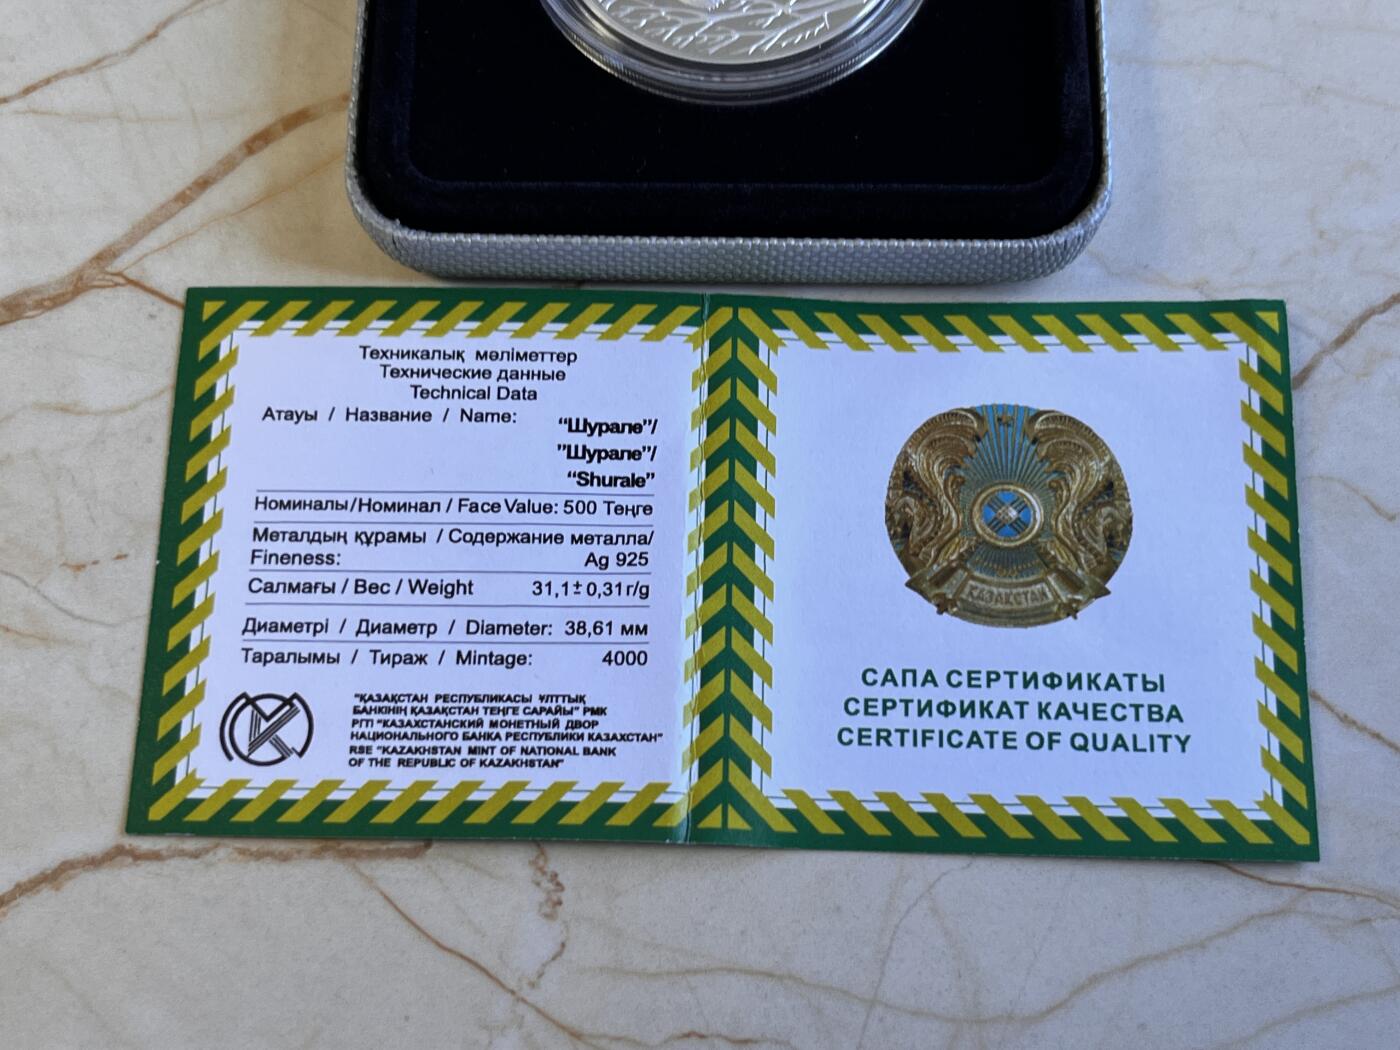 Техникалық мәліметтер
Технические данные
Technical Data
Атауы / Название / Name:
“Шурале”/
”Шурале”/
“Shurale”
Номиналы/Номинал / Face Value: 500 Теңге
Металдың құрамы / Содержание металла/
Fineness: Ag 925
Салмағы / Вес / Weight 31,1±0,31г/g
Диаметрі / Диаметр / Diameter: 38,61 мм
Таралымы / Тираж / Mintage: 4000
"ҚАЗАҚСТАН РЕСПУБЛИКАСЫ ҰЛТТЫҚ
БАНКІНІҢ ҚАЗАҚСТАН ТЕҢГЕ САРАЙЫ" РМК
РГП "КАЗАХСТАНСКИЙ МОНЕТНЫЙ ДВОР
НАЦИОНАЛЬНОГО БАНКА РЕСПУБЛИКИ КАЗАХСТАН"
RSE "KAZAKHSTAN MINT OF NATIONAL BANK
OF THE REPUBLIC OF KAZAKHSTAN"
ҚАЗАҚСТАН
САПА СЕРТИФИКАТЫ
СЕРТИФИКАТ КАЧЕСТВА
CERTIFICATE OF QUALITY